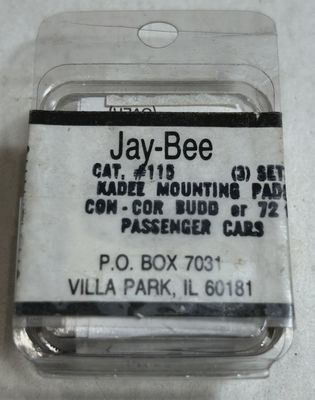 Jay-Bee
CAT. #115 (3) SET
KADEE MOUNTING PADS
CON-COR BUDD or 72
PASSENGER CARS
P.O. BOX 7031
VILLA PARK, IL 60181